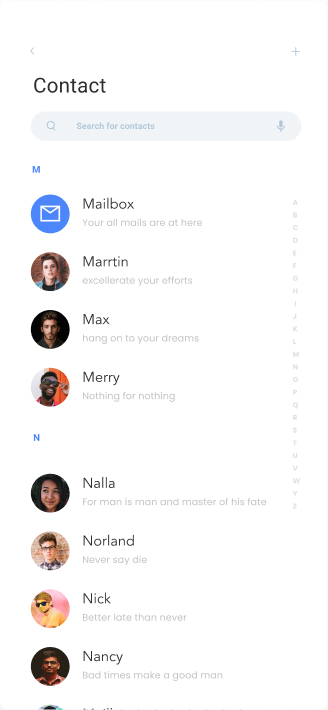 Contact
Search for contacts
M
Mailbox
Your all mails are at here
Marrtin
excellerate your efforts
Max
hang on to your dreams
Merry
Nothing for nothing
N
Nalla
For man is man and master of his fate
Norland
Never say die
Nick
Better late than never
Nancy
Bad times make a good man
A
B
C
D
E
F
G
H
I
J
K
L
M
N
O
P
Q
R
S
T
U
V
W
Y
Z